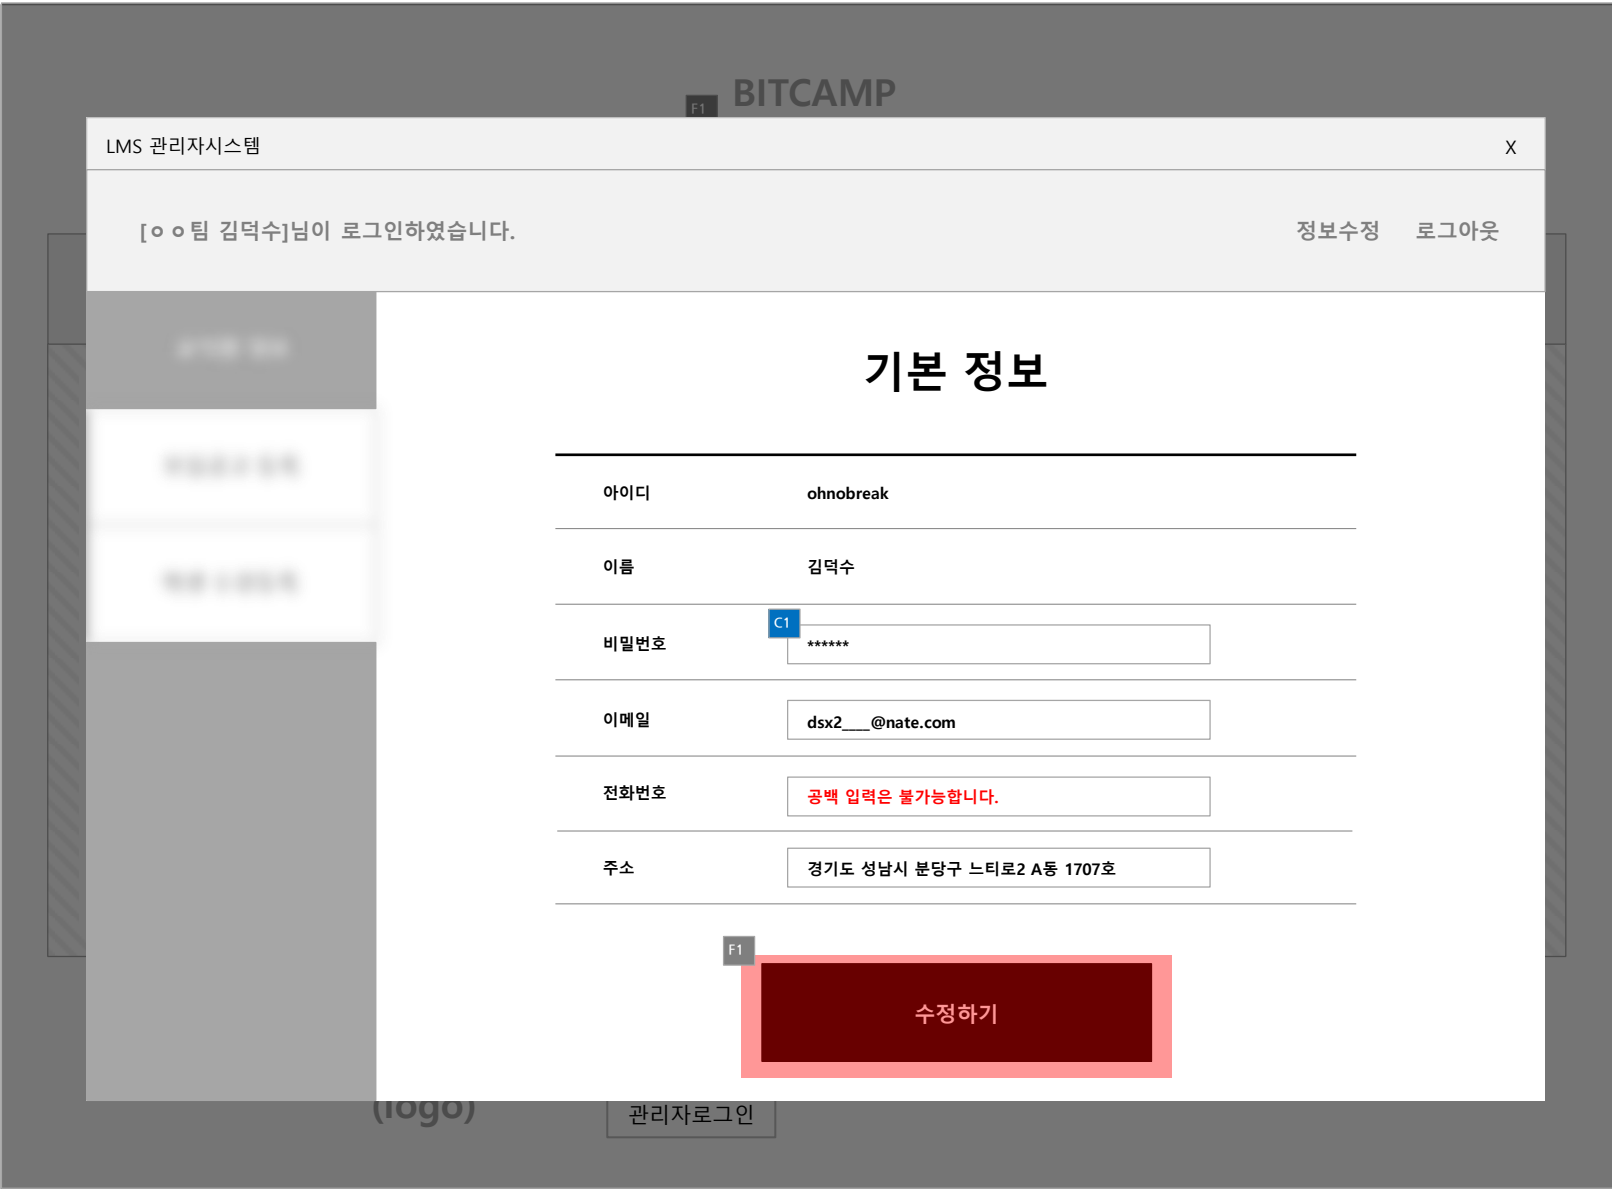 BITCAMP
F1
LMS 관리자시스템
X
[ㅇㅇ팀 김덕수]님이 로그인하였습니다.
정보수정 로그아웃
기본 정보
아이디 ohnobreak
이름 김덕수
C1
비밀번호 ******
이메일 dsx2____@nate.com
전화번호 공백 입력은 불가능합니다.
주소 경기도 성남시 분당구 느티로2 A동 1707호
F1
수정하기
(logo)
관리자로그인